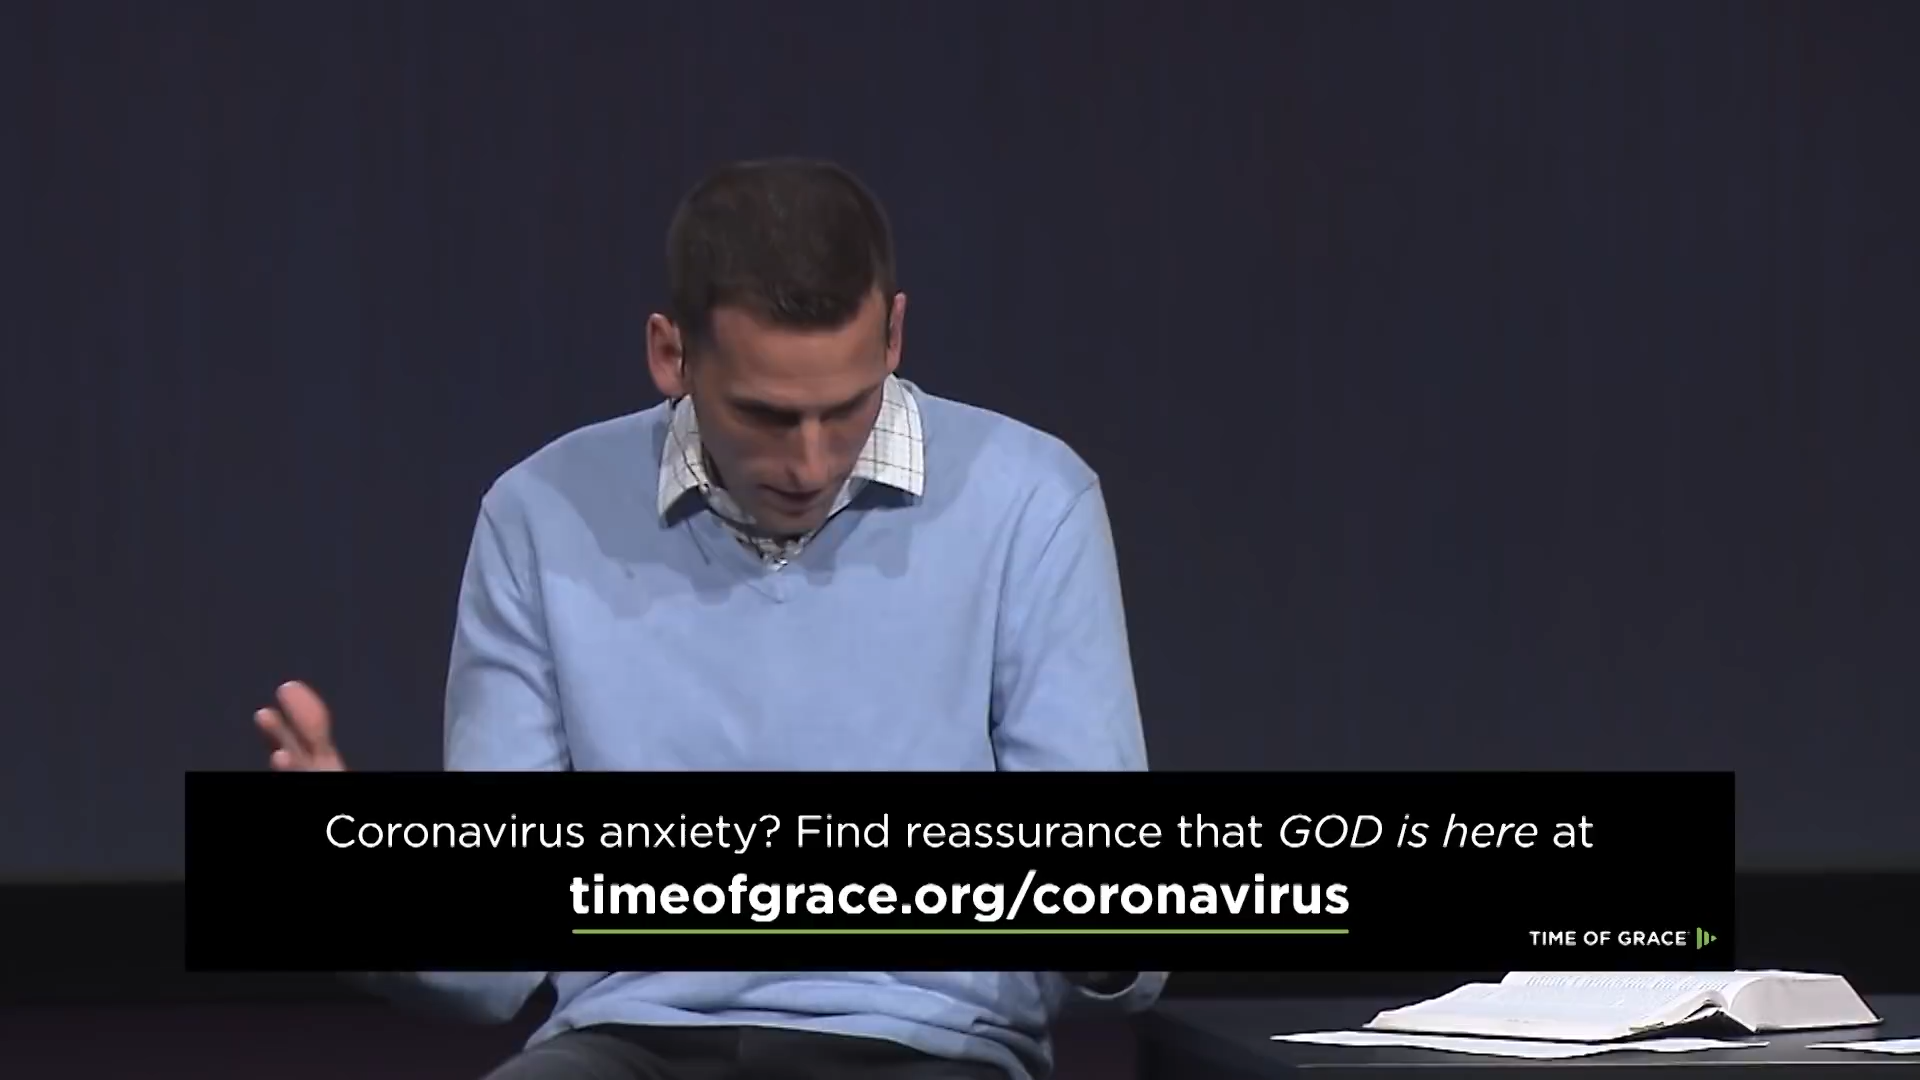 Coronavirus anxiety? Find reassurance that GOD is here at
timeofgrace.org/coronavirus
TIME OF GRACE